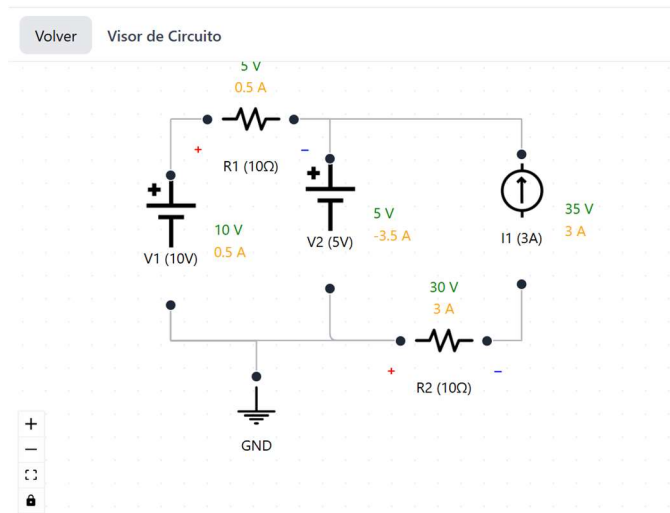 Volver
Visor de Circuito
5 V
0.5 A
+
−
R1 (10Ω)
10 V
0.5 A
V1 (10V)
5 V
-3.5 A
V2 (5V)
35 V
3 A
I1 (3A)
30 V
3 A
+
−
R2 (10Ω)
GND